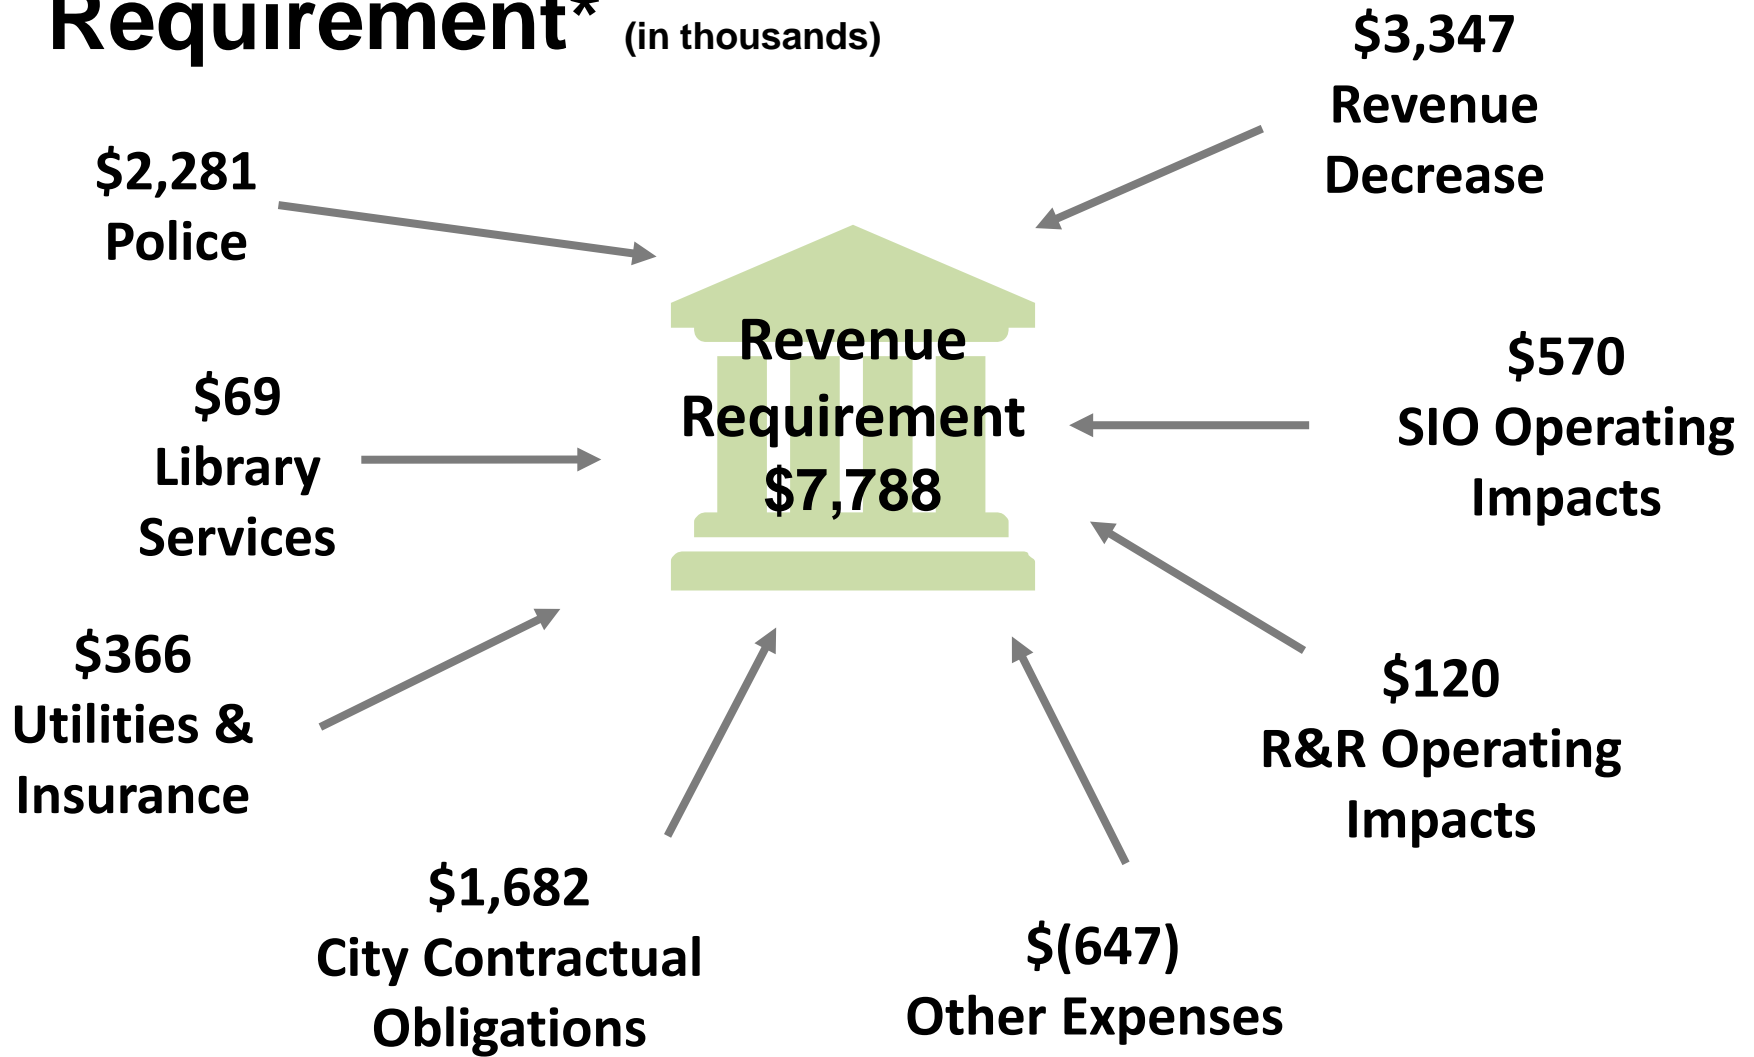 Requirement* (in thousands)
$3,347
Revenue
Decrease
$2,281
Police
Revenue
Requirement
$7,788
$570
SIO Operating
Impacts
$69
Library
Services
$366
Utilities &
Insurance
$120
R&R Operating
Impacts
$1,682
City Contractual
Obligations
$(647)
Other Expenses